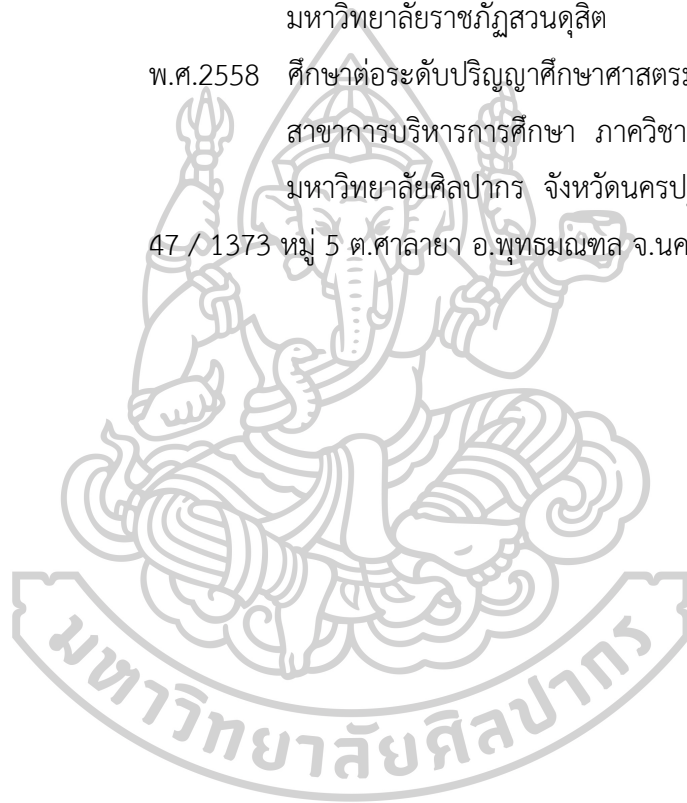 มหาวิทยาลัยราชภัฏสวนดุสิต
พ.ศ.2558 ศึกษาต่อระดับปริญญาศึกษาศาสตร
สาขาการบริหารการศึกษา ภาควิชา
มหาวิทยาลัยศิลปากร จังหวัดนครป
47 / 1373 หมู่ 5 ต.ศาลายา อ.พุทธมณฑล จ.นค
มหาวิทยาลัยศิลปากร